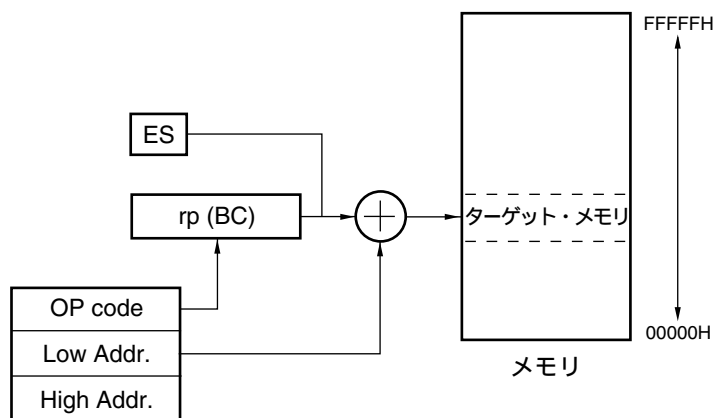 FFFFFH
ES
rp (BC)
ターゲット・メモリ
OP code
Low Addr.
High Addr.
00000H
メモリ